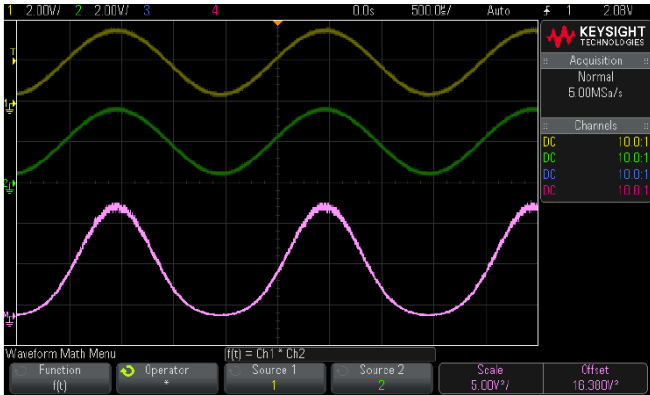 1 2.00V/ 2 2.00V/ 3 4 0.0s 500.0µ/ Auto 1 2.08V
KEYSIGHT
TECHNOLOGIES
Acquisition
Normal
5.00MSa/s
Channels
DC 10.0:1
DC 10.0:1
DC 10.0:1
DC 10.0:1
T
1
2
M
Waveform Math Menu f(t) = Ch1 * Ch2
Function Operator Source 1 Source 2 Scale Offset
f(t) * 1 2 5.00V²/ 16.380V²